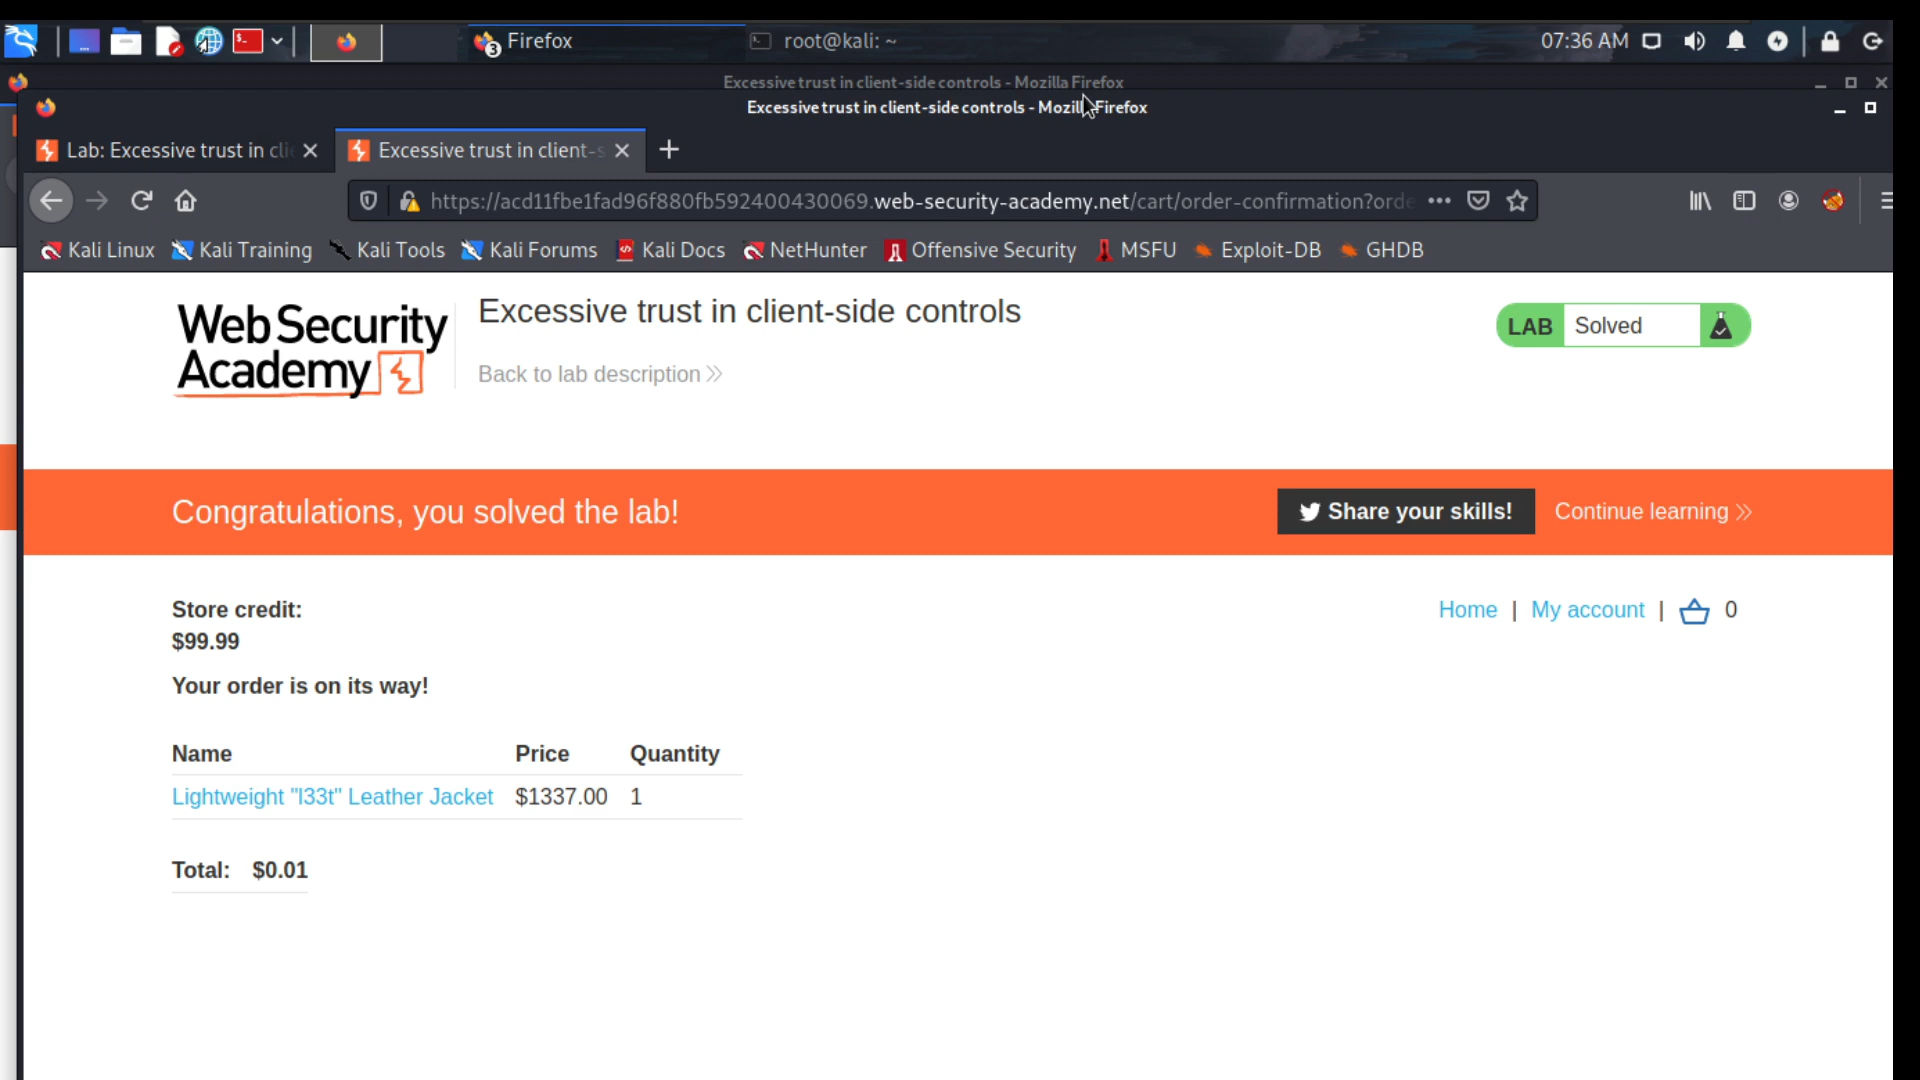 Firefox
3
root@kali: ~
07:36 AM
Excessive trust in client-side controls - Mozilla Firefox
Excessive trust in client-side controls - Mozill Firefox
Lab: Excessive trust in clie
Excessive trust in client-s
https://acd11fbe1fad96f880fb592400430069.web-security-academy.net/cart/order-confirmation?orde
Kali Linux
Kali Training
Kali Tools
Kali Forums
Kali Docs
NetHunter
Offensive Security
MSFU
Exploit-DB
GHDB
Web Security
Academy
Excessive trust in client-side controls
Back to lab description
LAB Solved
Congratulations, you solved the lab!
Share your skills!
Continue learning
Store credit:
$99.99
Home | My account | 0
Your order is on its way!
Name Price Quantity
Lightweight "l33t" Leather Jacket $1337.00 1
Total: $0.01